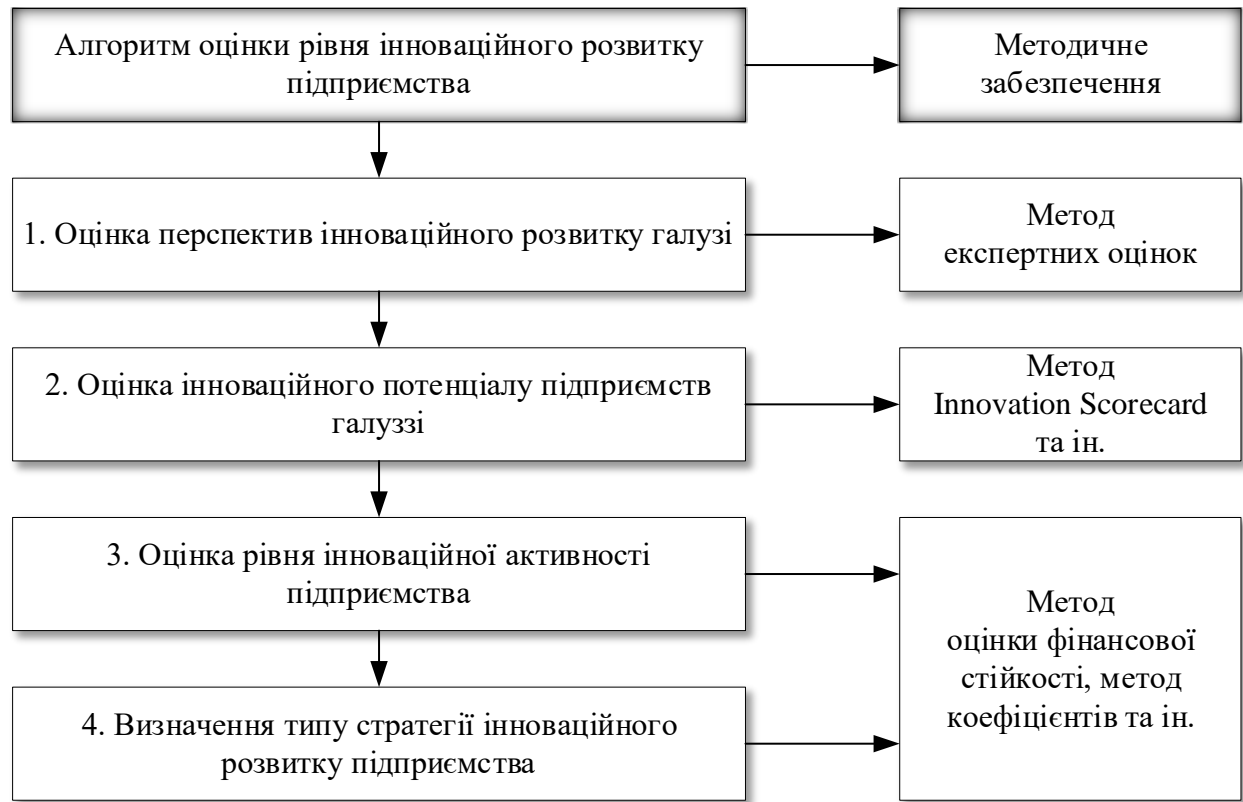 Алгоритм оцінки рівня інноваційного розвитку
підприємства
Методичне
забезпечення
1. Оцінка перспектив інноваційного розвитку галузі
Метод
експертних оцінок
2. Оцінка інноваційного потенціалу підприємств
галуззі
Метод
Innovation Scorecard
та ін.
3. Оцінка рівня інноваційної активності
підприємства
4. Визначення типу стратегії інноваційного
розвитку підприємства
Метод
оцінки фінансової
стійкості, метод
коефіцієнтів та ін.